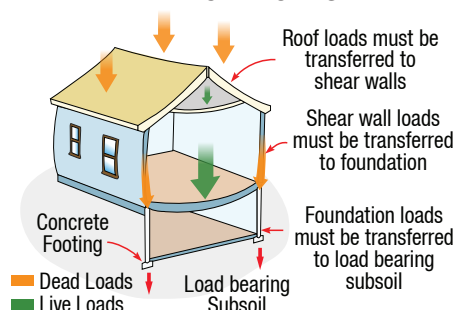 Roof loads must be
transferred to
shear walls
Shear wall loads
must be transferred
to foundation
Foundation loads
must be transferred
to load bearing
subsoil
Concrete
Footing
Dead Loads
Live Loads
Load bearing
Subsoil